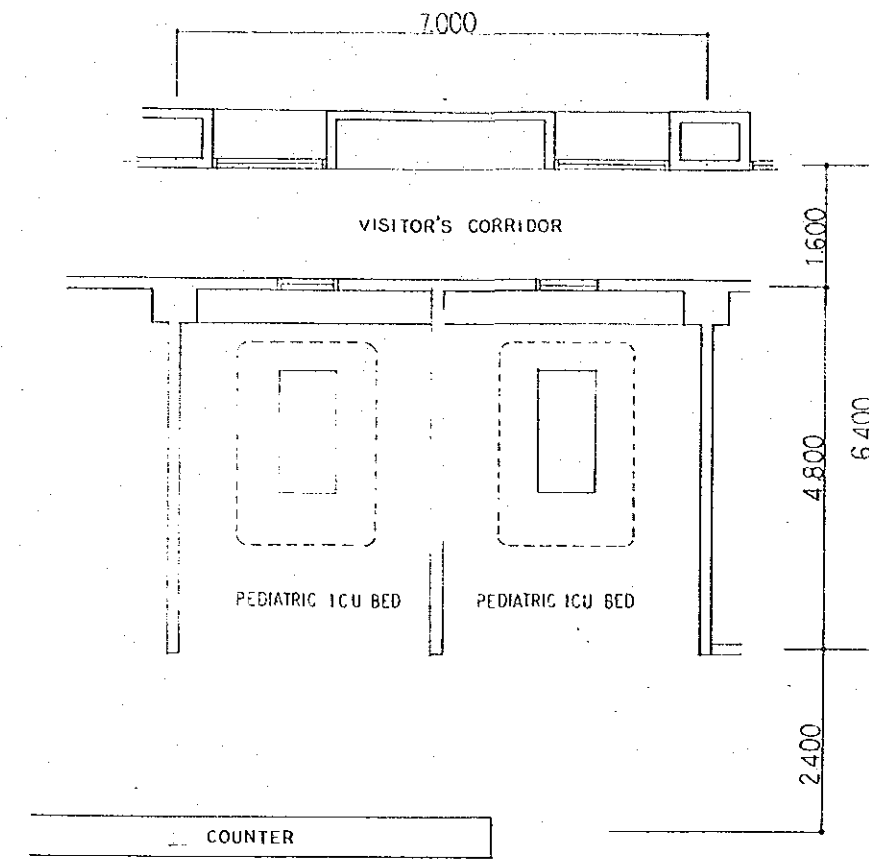 7.000
VISITOR'S CORRIDOR
1.600
4.800
6.400
PEDIATRIC ICU BED
PEDIATRIC ICU BED
2.400
COUNTER